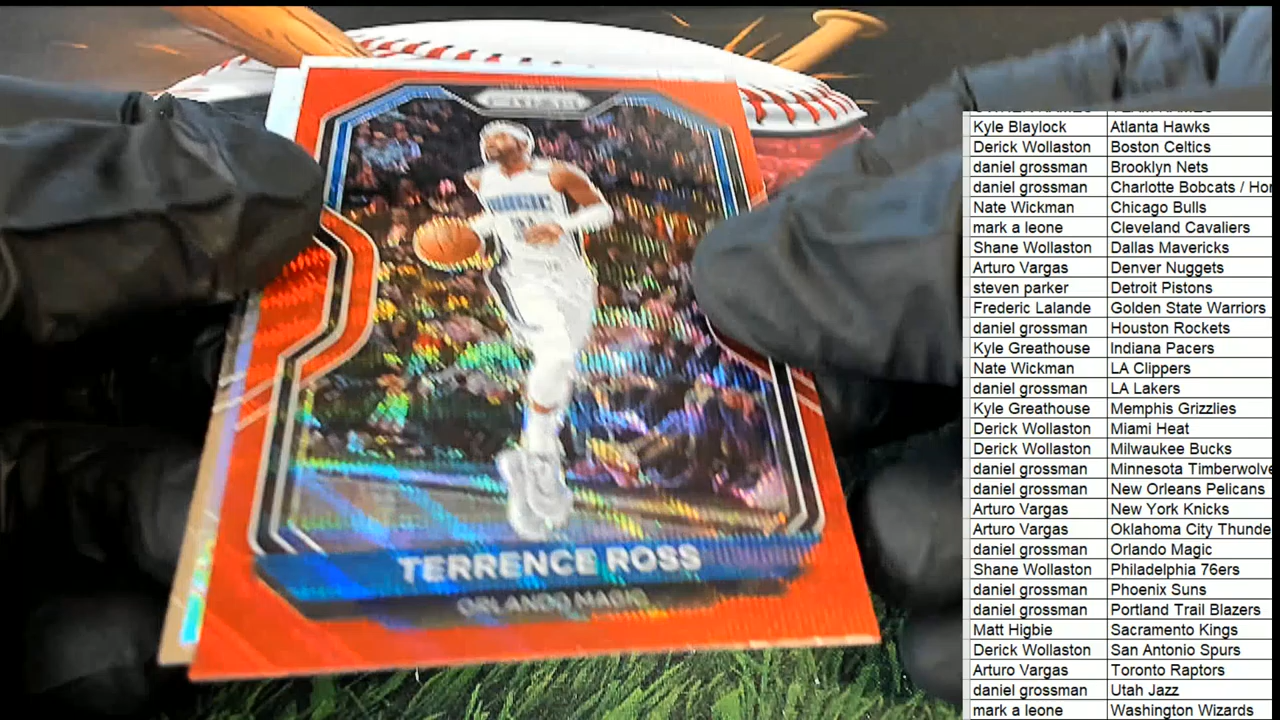 PRIZM
MAGIC
TERRENCE ROSS
ORLANDO MAGIC
Kyle Blaylock Atlanta Hawks
Derick Wollaston Boston Celtics
daniel grossman Brooklyn Nets
daniel grossman Charlotte Bobcats / Hor
Nate Wickman Chicago Bulls
mark a leone Cleveland Cavaliers
Shane Wollaston Dallas Mavericks
Arturo Vargas Denver Nuggets
steven parker Detroit Pistons
Frederic Lalande Golden State Warriors
daniel grossman Houston Rockets
Kyle Greathouse Indiana Pacers
Nate Wickman LA Clippers
daniel grossman LA Lakers
Kyle Greathouse Memphis Grizzlies
Derick Wollaston Miami Heat
Derick Wollaston Milwaukee Bucks
daniel grossman Minnesota Timberwolve
daniel grossman New Orleans Pelicans
Arturo Vargas New York Knicks
Arturo Vargas Oklahoma City Thunde
daniel grossman Orlando Magic
Shane Wollaston Philadelphia 76ers
daniel grossman Phoenix Suns
daniel grossman Portland Trail Blazers
Matt Higbie Sacramento Kings
Derick Wollaston San Antonio Spurs
Arturo Vargas Toronto Raptors
daniel grossman Utah Jazz
mark a leone Washington Wizards